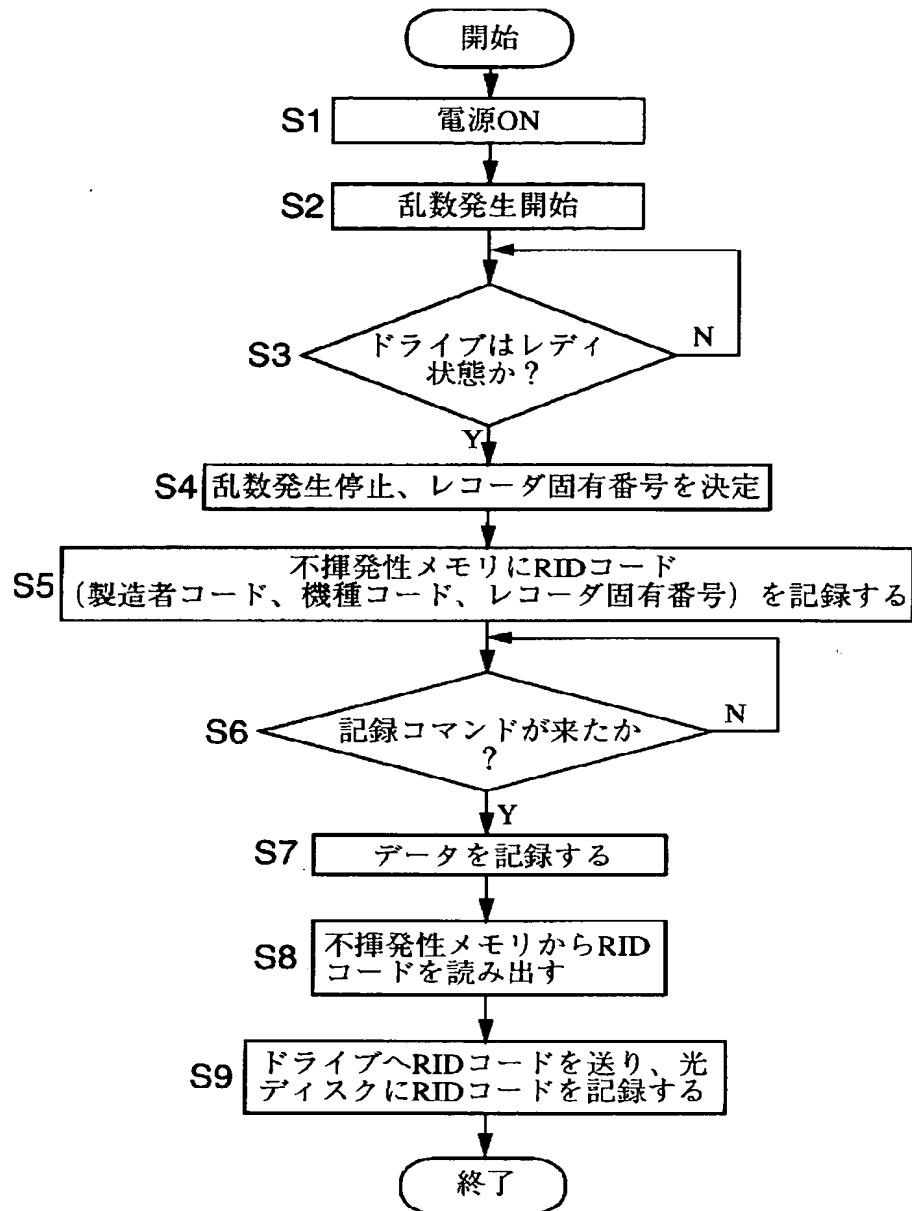 開始
S1 電源ON
S2 乱数発生開始
S3 ドライブはレディ
状態か？
N
Y
S4 乱数発生停止、レコーダ固有番号を決定
S5 不揮発性メモリにRIDコード
（製造者コード、機種コード、レコーダ固有番号）を記録する
S6 記録コマンドが来たか
？
N
Y
S7 データを記録する
S8 不揮発性メモリからRID
コードを読み出す
S9 ドライブへRIDコードを送り、光
ディスクにRIDコードを記録する
終了